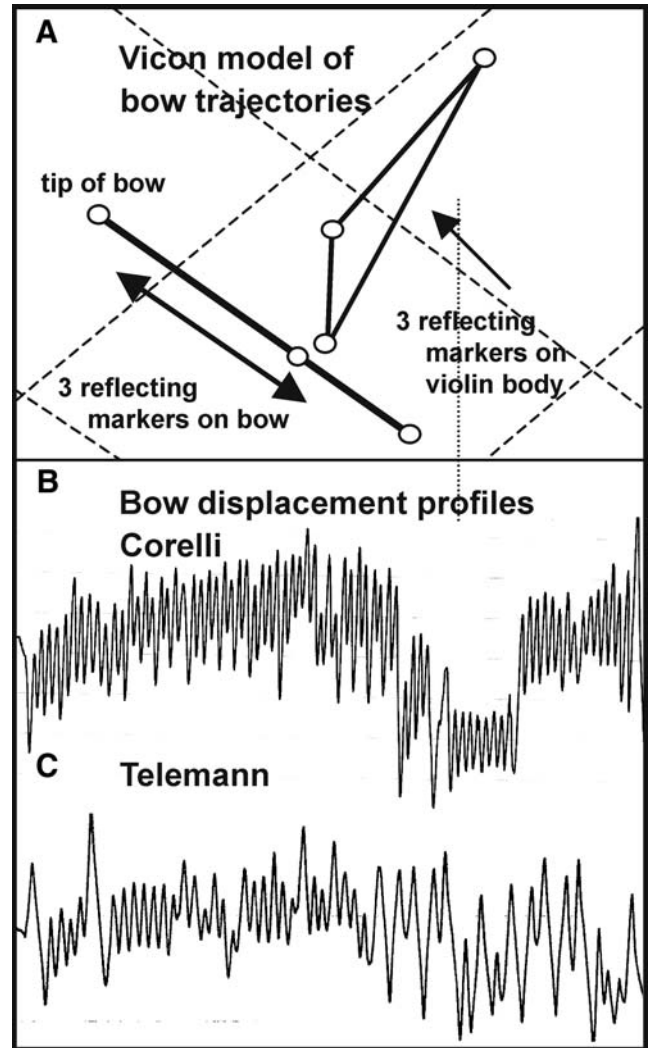 A
Vicon model of
bow trajectories
tip of bow
3 reflecting
markers on
violin body
3 reflecting
markers on bow
B
Bow displacement profiles
Corelli
C
Telemann